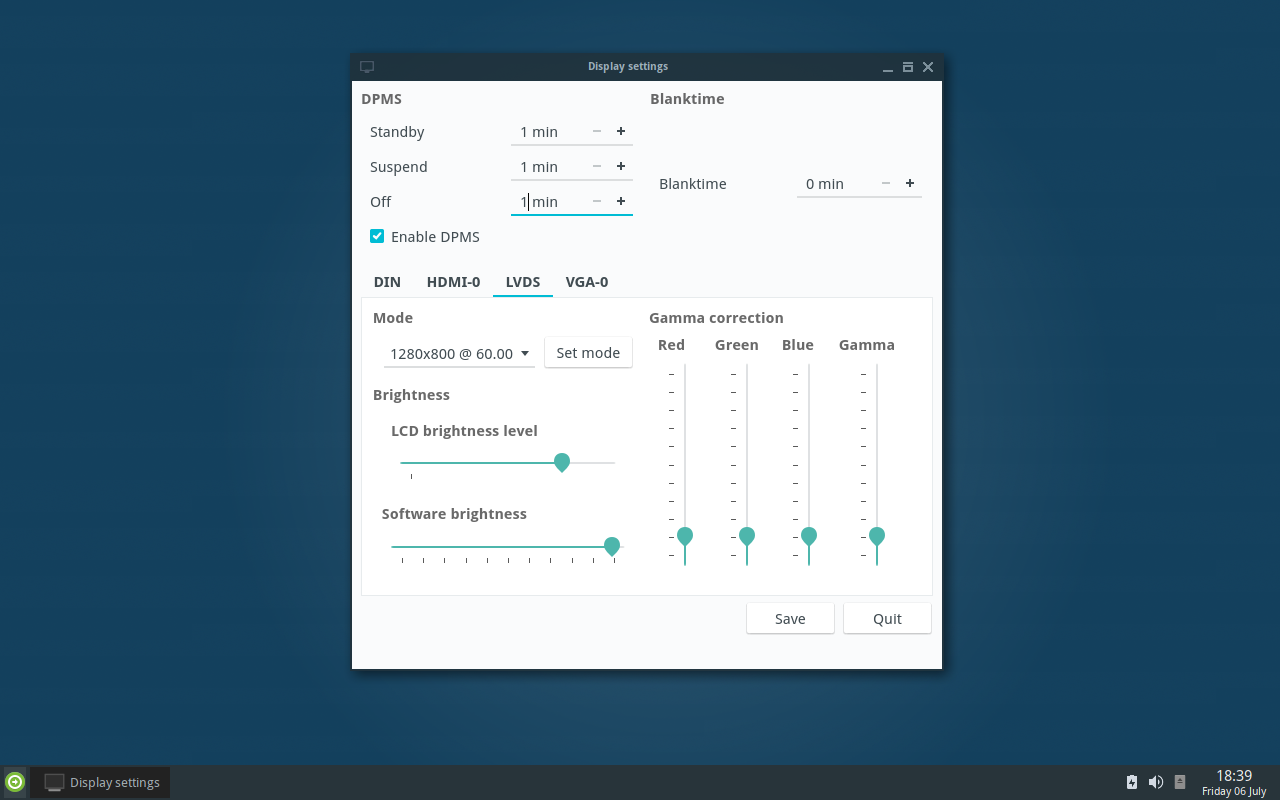 Display settings
DPMS
Standby 1 min
Suspend 1 min
Off 1 min
Enable DPMS
Blanktime
Blanktime 0 min
DIN HDMI-0 LVDS VGA-0
Mode
1280x800 @ 60.00 Set mode
Brightness
LCD brightness level
Software brightness
Gamma correction
Red Green Blue Gamma
Save Quit
Display settings
18:39
Friday 06 July